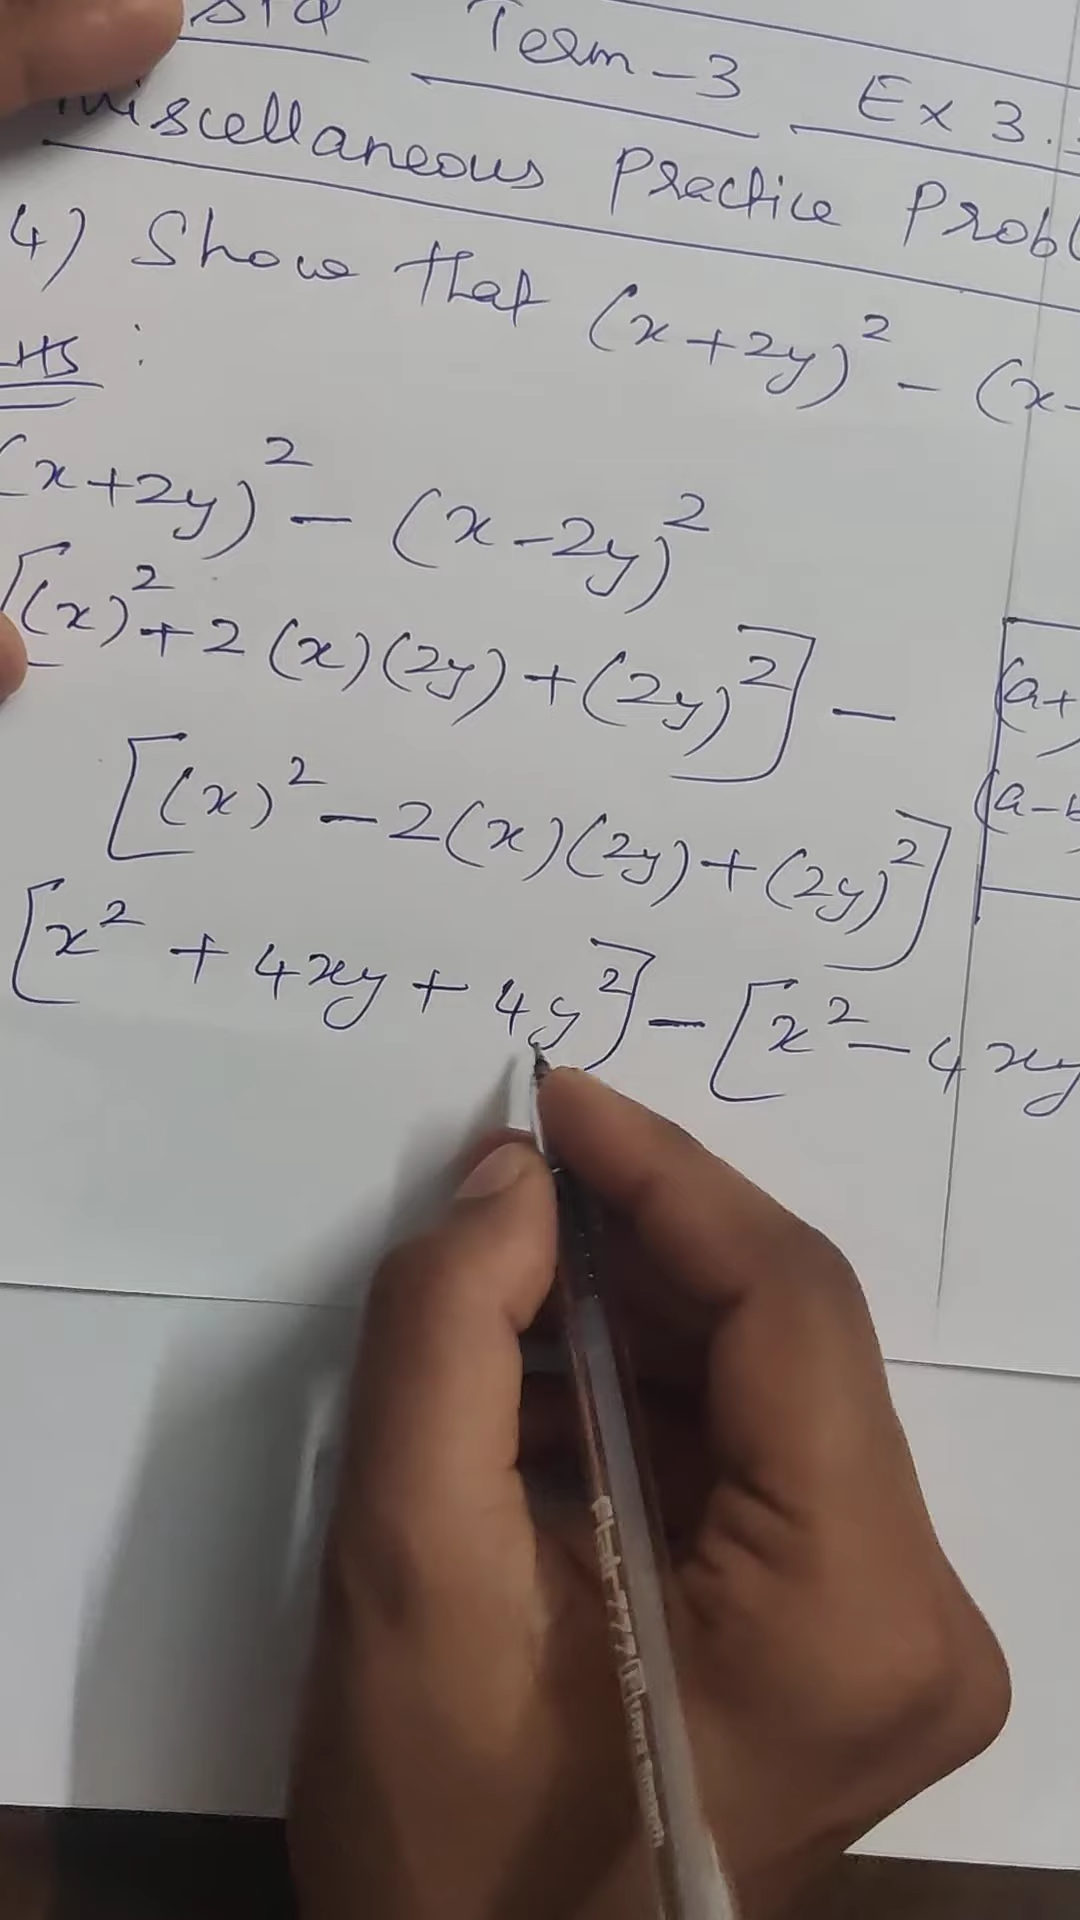 Term-3 Ex 3.
Miscellaneous Practice Probl
4) Show that (x+2y)² - (x-
LHS :
(x+2y)² - (x-2y)²
[(x)²+2(x)(2y)+(2y)²] -
(a+
[(x)²-2(x)(2y)+(2y)²]
(a-b
[x² + 4xy + 4y²] - [x² - 4xy